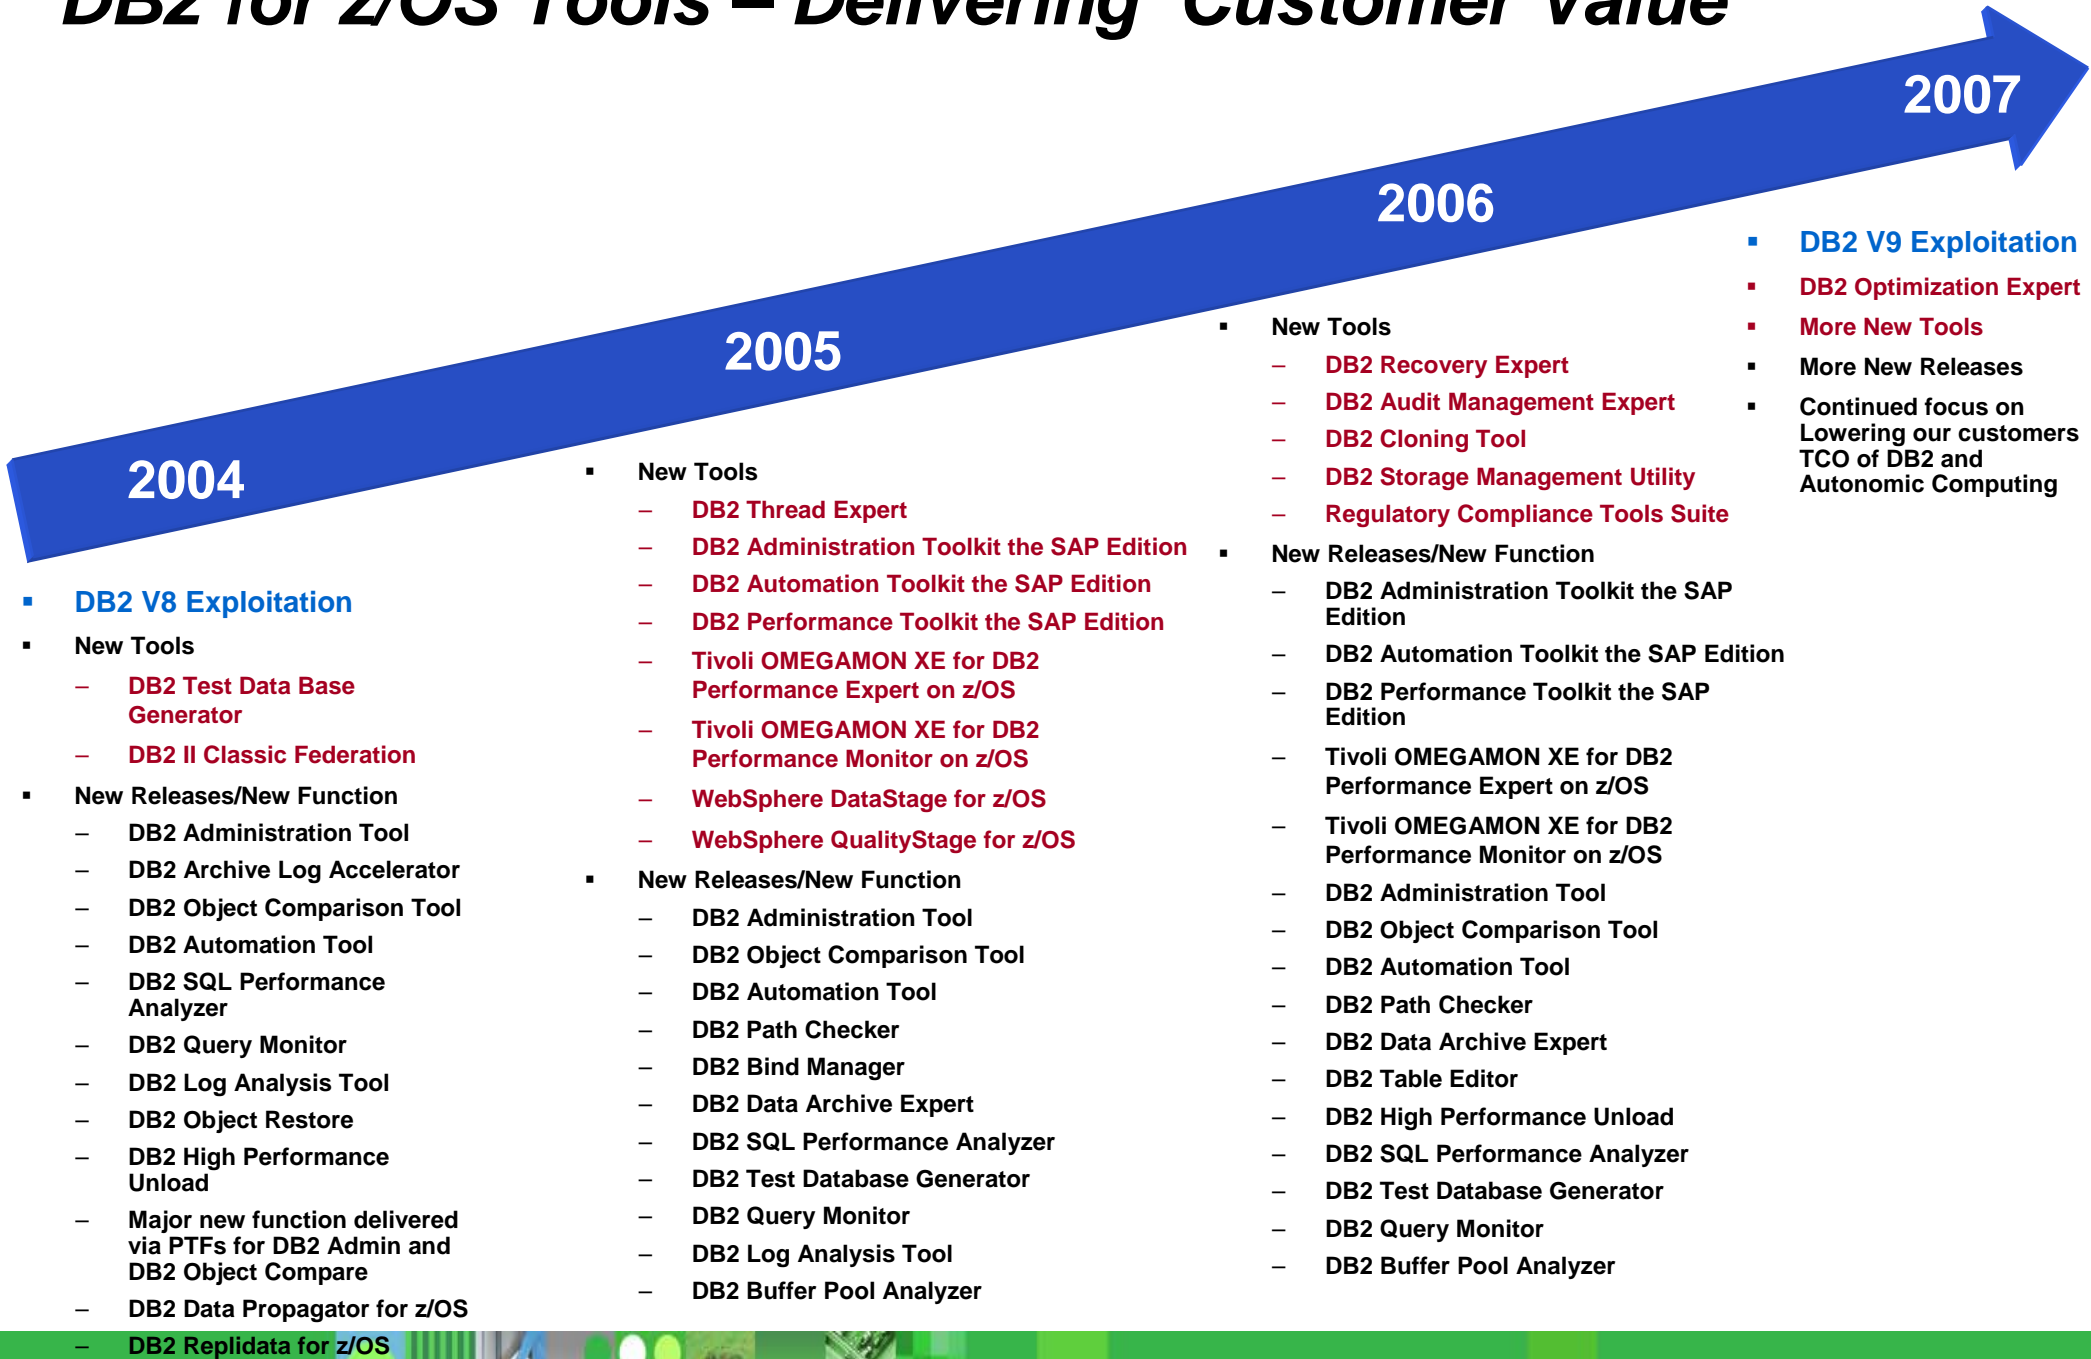 DB2 for z/OS Tools – Delivering Customer Value
2004
▪ DB2 V8 Exploitation
▪ New Tools
– DB2 Test Data Base
Generator
– DB2 II Classic Federation
▪ New Releases/New Function
– DB2 Administration Tool
– DB2 Archive Log Accelerator
– DB2 Object Comparison Tool
– DB2 Automation Tool
– DB2 SQL Performance
Analyzer
– DB2 Query Monitor
– DB2 Log Analysis Tool
– DB2 Object Restore
– DB2 High Performance
Unload
– Major new function delivered
via PTFs for DB2 Admin and
DB2 Object Compare
– DB2 Data Propagator for z/OS
– DB2 Replidata for z/OS
2005
▪ New Tools
– DB2 Thread Expert
– DB2 Administration Toolkit the SAP Edition
– DB2 Automation Toolkit the SAP Edition
– DB2 Performance Toolkit the SAP Edition
– Tivoli OMEGAMON XE for DB2
Performance Expert on z/OS
– Tivoli OMEGAMON XE for DB2
Performance Monitor on z/OS
– WebSphere DataStage for z/OS
– WebSphere QualityStage for z/OS
▪ New Releases/New Function
– DB2 Administration Tool
– DB2 Object Comparison Tool
– DB2 Automation Tool
– DB2 Path Checker
– DB2 Bind Manager
– DB2 Data Archive Expert
– DB2 SQL Performance Analyzer
– DB2 Test Database Generator
– DB2 Query Monitor
– DB2 Log Analysis Tool
– DB2 Buffer Pool Analyzer
2006
▪ New Tools
– DB2 Recovery Expert
– DB2 Audit Management Expert
– DB2 Cloning Tool
– DB2 Storage Management Utility
– Regulatory Compliance Tools Suite
▪ New Releases/New Function
– DB2 Administration Toolkit the SAP
Edition
– DB2 Automation Toolkit the SAP Edition
– DB2 Performance Toolkit the SAP
Edition
– Tivoli OMEGAMON XE for DB2
Performance Expert on z/OS
– Tivoli OMEGAMON XE for DB2
Performance Monitor on z/OS
– DB2 Administration Tool
– DB2 Object Comparison Tool
– DB2 Automation Tool
– DB2 Path Checker
– DB2 Data Archive Expert
– DB2 Table Editor
– DB2 High Performance Unload
– DB2 SQL Performance Analyzer
– DB2 Test Database Generator
– DB2 Query Monitor
– DB2 Buffer Pool Analyzer
2007
▪ DB2 V9 Exploitation
▪ DB2 Optimization Expert
▪ More New Tools
▪ More New Releases
▪ Continued focus on
Lowering our customers
TCO of DB2 and
Autonomic Computing